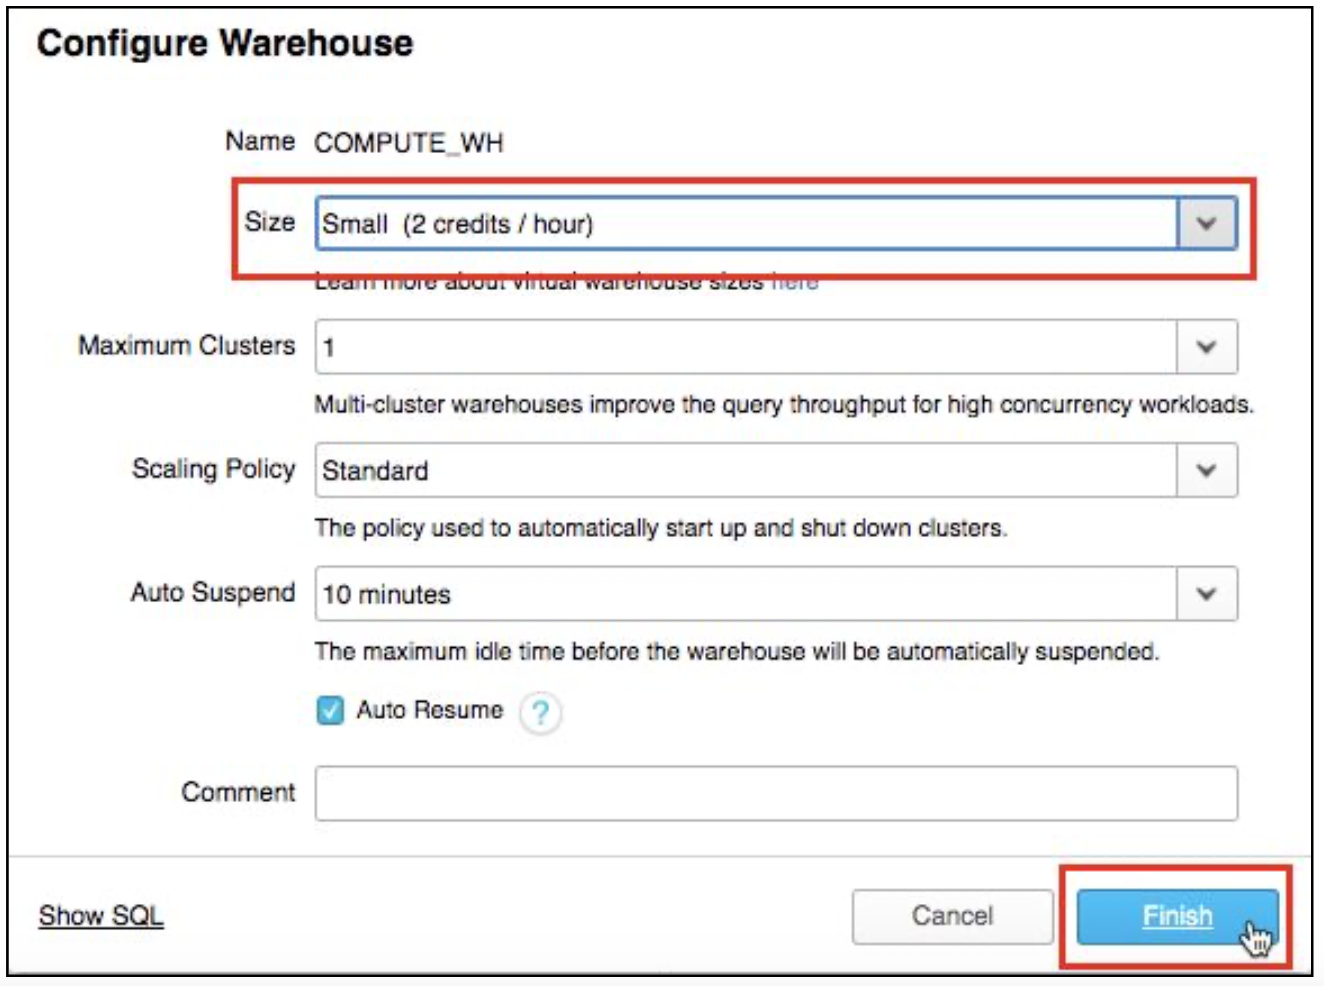 Configure Warehouse
Name COMPUTE_WH
Size Small (2 credits / hour)
Learn more about virtual warehouse sizes here
Maximum Clusters 1
Multi-cluster warehouses improve the query throughput for high concurrency workloads.
Scaling Policy Standard
The policy used to automatically start up and shut down clusters.
Auto Suspend 10 minutes
The maximum idle time before the warehouse will be automatically suspended.
Auto Resume ?
Comment
Show SQL Cancel Finish